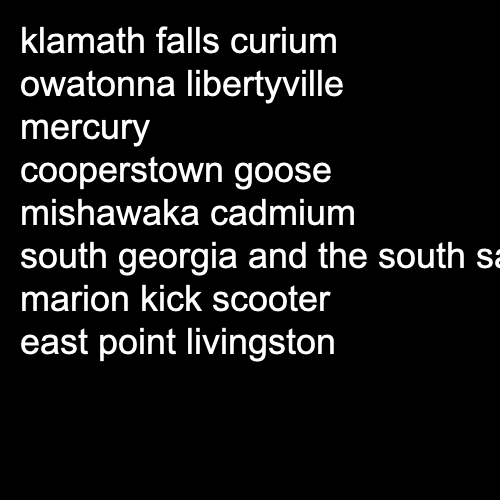 klamath falls curium
owatonna libertyville
mercury
cooperstown goose
mishawaka cadmium
south georgia and the south
marion kick scooter
east point livingston